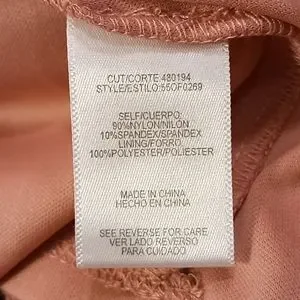 CUT/CORTE 480194
STYLE/ESTILO:55OF0269
SELF/CUERPO:
90%NYLON/NILON
10%SPANDEX/SPANDEX
LINING/FORRO:
100%POLYESTER/POLIESTER
MADE IN CHINA
HECHO EN CHINA
SEE REVERSE FOR CARE
VER LADO REVERSO
PARA CUIDADO